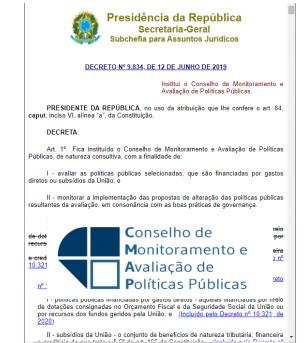 Presidência da República
Secretaria-Geral
Subchefia para Assuntos Jurídicos
DECRETO Nº 9.834, DE 12 DE JUNHO DE 2019
Institui o Conselho de Monitoramento e
Avaliação de Políticas Públicas.
PRESIDENTE DA REPÚBLICA, no uso da atribuição que lhe confere o art. 84,
caput, inciso VI, alínea "a", da Constituição,
DECRETA:
Art. 1º Fica instituído o Conselho de Monitoramento e Avaliação de Políticas
Públicas, de natureza consultiva, com a finalidade de:
I - avaliar as políticas públicas selecionadas, que são financiadas por gastos
diretos ou subsídios da União; e
II - monitorar a implementação das propostas de alteração das políticas públicas
resultantes da avaliação, em consonância com as boas práticas de governança.
meio
de dot por
recurs
Conselho de
Monitoramento e
Avaliação de
Políticas Públicas
e cred
10.321
nº
I - políticas públicas financiadas por gastos diretos - aquelas financiadas por meio
de dotações consignadas no Orçamento Fiscal e da Seguridade Social da União ou
por recursos dos fundos geridos pela União; e (Incluído pelo Decreto nº 10.321, de
2020)
II - subsídios da União - o conjunto de benefícios de natureza tributária, financeira